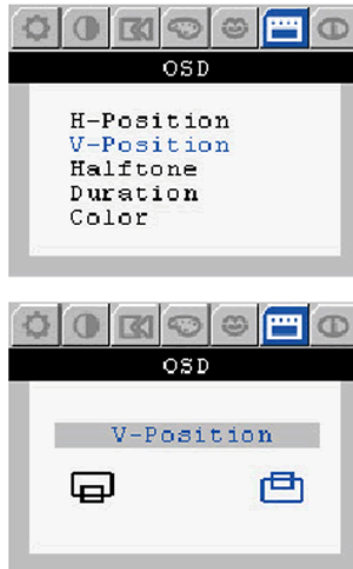 OSD
H-Position
V-Position
Halftone
Duration
Color
OSD
V-Position